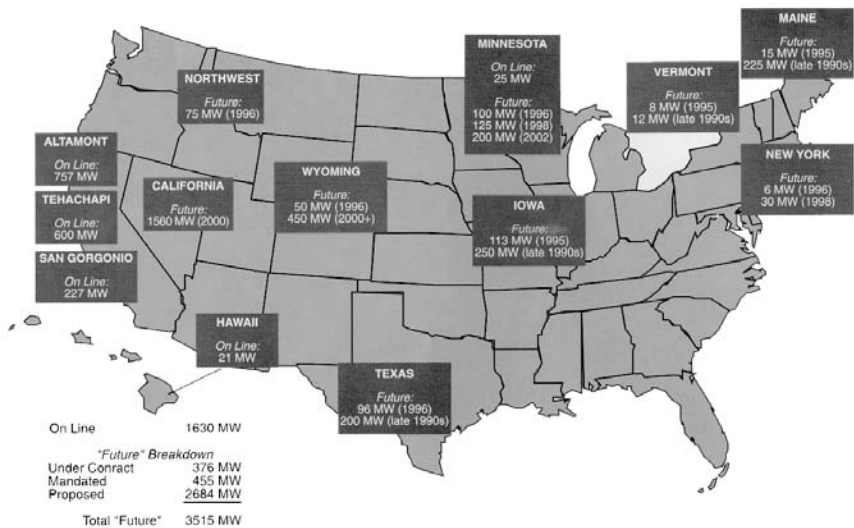 MAINE
Future:
15 MW (1995)
225 MW (late 1990s)
MINNESOTA
On Line:
25 MW
Future:
100 MW (1996)
125 MW (1998)
200 MW (2002)
VERMONT
Future:
8 MW (1995)
12 MW (late 1990s)
NORTHWEST
Future:
75 MW (1996)
ALTAMONT
On Line:
757 MW
NEW YORK
Future:
6 MW (1996)
30 MW (1998)
WYOMING
Future:
50 MW (1996)
450 MW (2000+)
CALIFORNIA
Future:
1560 MW (2000)
TEHACHAPI
On Line:
600 MW
IOWA
Future:
113 MW (1995)
250 MW (late 1990s)
SAN GORGONIO
On Line:
227 MW
HAWAII
On Line:
21 MW
TEXAS
Future:
96 MW (1996)
200 MW (late 1990s)
On Line 1630 MW
"Future" Breakdown
Under Conract 376 MW
Mandated 455 MW
Proposed 2684 MW
Total "Future" 3515 MW